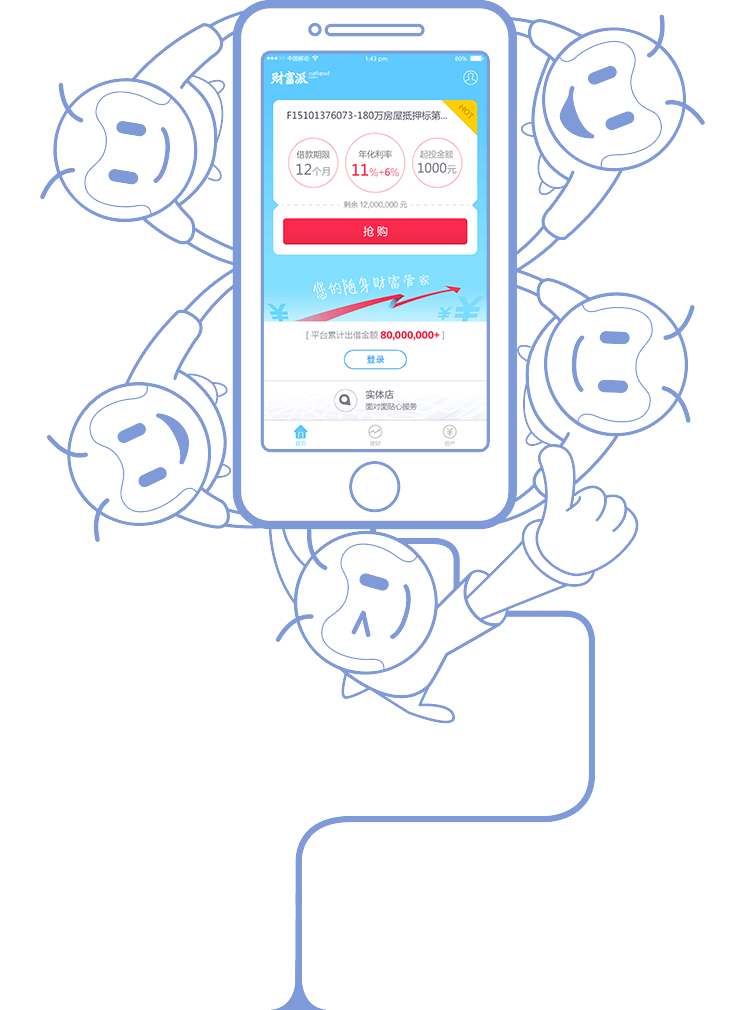 中国移动 1:43 pm 80%
财富派
HOT
F15101376073-180万房屋抵押标第...
借款期限 年化利率 起投金额
12个月 11%+6% 1000元
剩余 12,000,000 元
抢 购
您的随身财富管家
[ 平台累计出借金额 80,000,000+ ]
登录
实体店
面对面贴心服务
首页 理财 资产